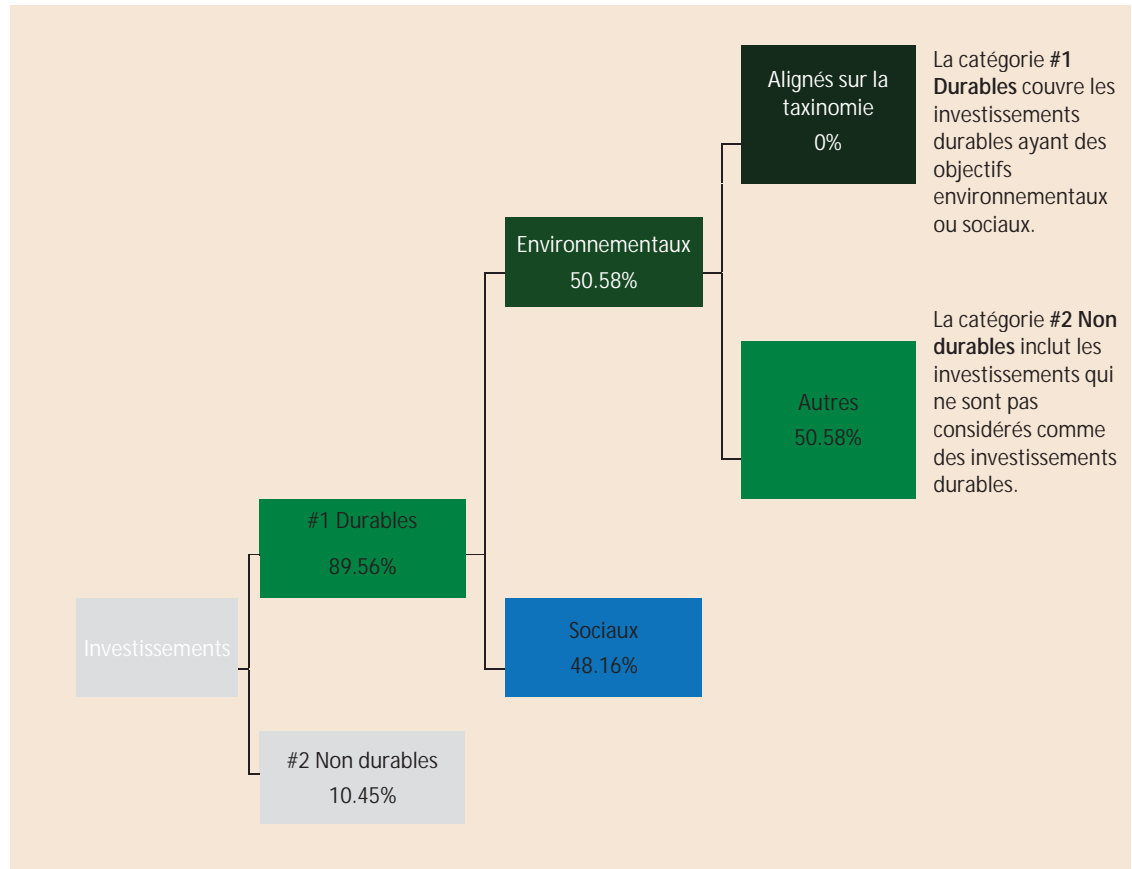 Alignés sur la
taxinomie
0%
La catégorie #1
Durables couvre les
investissements
durables ayant des
objectifs
environnementaux
ou sociaux.
Environnementaux
50.58%
La catégorie #2 Non
durables inclut les
investissements qui
ne sont pas
considérés comme
des investissements
durables.
Autres
50.58%
#1 Durables
89.56%
Investissements
Sociaux
48.16%
#2 Non durables
10.45%